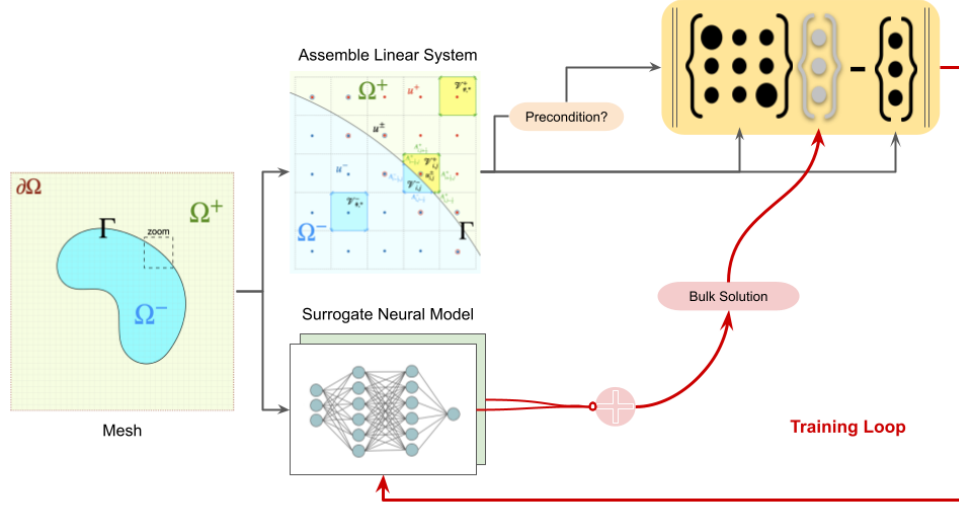 Assemble Linear System
Ω⁺
u⁺
u^±
Precondition?
-
∂Ω
Γ
zoom
Ω⁺
Ω⁻
u⁻
Ω⁻
Γ
Bulk Solution
Surrogate Neural Model
Mesh
Training Loop